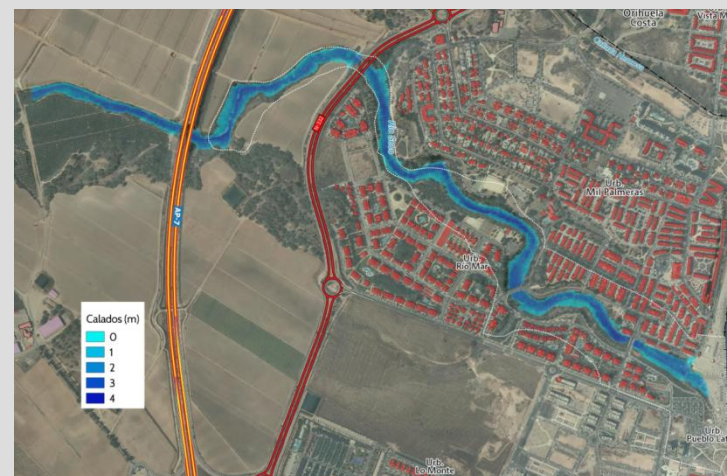 Orihuela
Costa
Vista M
AP-7
Urb.
Mil Palmeras
Urb.
Río Mar
Calados (m)
0
1
2
3
4
Urb.
Lo Monte
Urb
Pueblo Lat